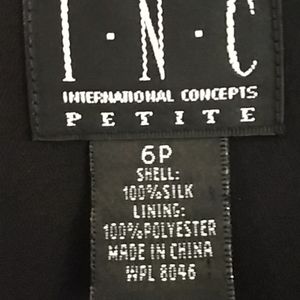 I·N·C
INTERNATIONAL CONCEPTS
PETITE
6P
SHELL:
100%SILK
LINING:
100%POLYESTER
MADE IN CHINA
WPL 8046